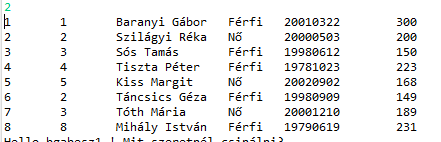 2
1 1 Baranyi Gábor Férfi 20010322 300
2 2 Szilágyi Réka Nő 20000503 200
3 3 Sós Tamás Férfi 19980612 150
4 4 Tiszta Péter Férfi 19781023 223
5 5 Kiss Margit Nő 20020902 168
6 2 Táncsics Géza Férfi 19980909 149
7 3 Tóth Mária Nő 20001210 189
8 8 Mihály István Férfi 19790619 231
Hello bgabesz1 ! Mit szeretnél csinálni?